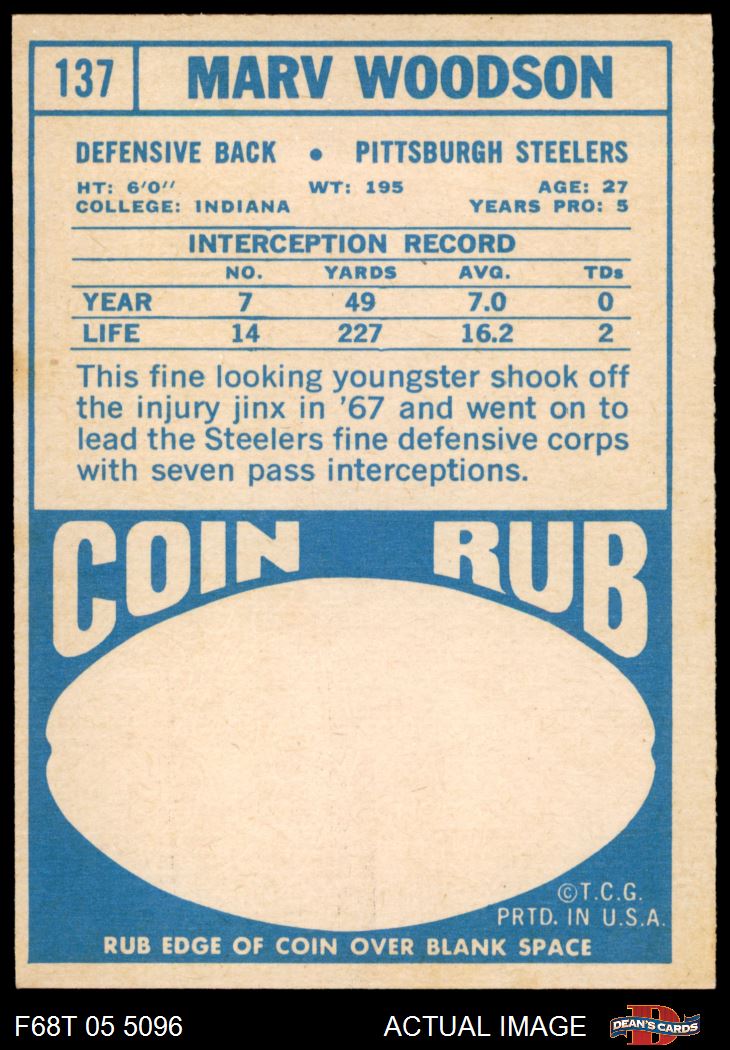 137 MARV WOODSON
DEFENSIVE BACK • PITTSBURGH STEELERS
HT: 6'0" WT: 195 AGE: 27
COLLEGE: INDIANA YEARS PRO: 5
INTERCEPTION RECORD
NO. YARDS AVG. TDs
YEAR 7 49 7.0 0
LIFE 14 227 16.2 2
This fine looking youngster shook off
the injury jinx in '67 and went on to
lead the Steelers fine defensive corps
with seven pass interceptions.
COIN RUB
©T.C.G.
PRTD. IN U.S.A.
RUB EDGE OF COIN OVER BLANK SPACE
F68T 05 5096 ACTUAL IMAGE D DEAN'S CARDS